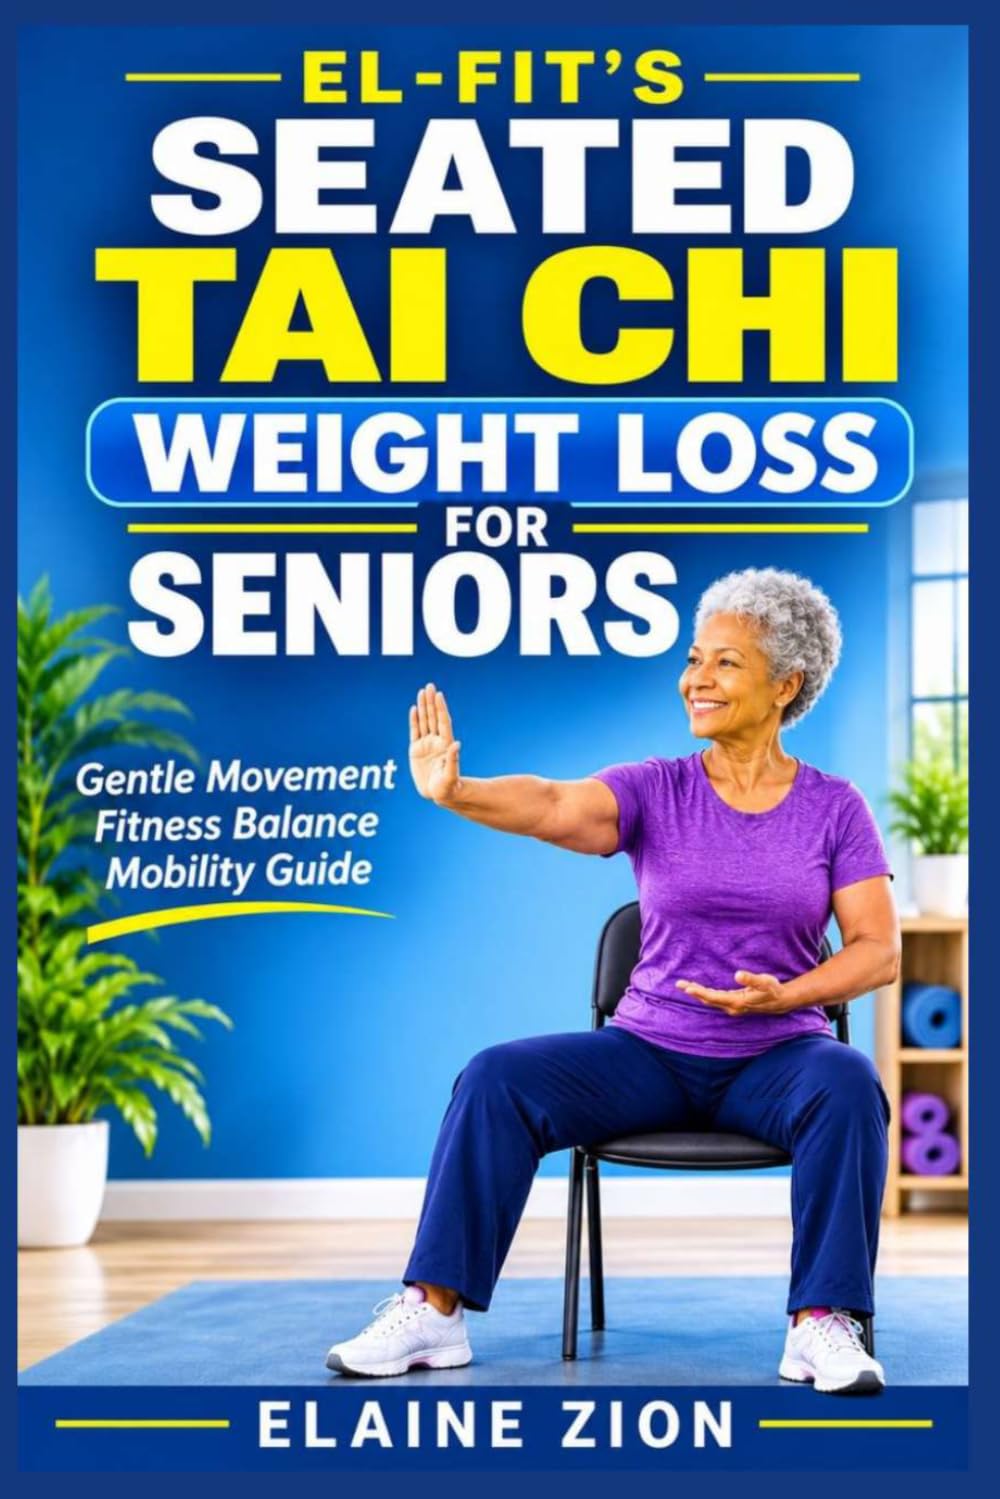 EL-FIT'S
SEATED
TAI CHI
WEIGHT LOSS
FOR
SENIORS
Gentle Movement
Fitness Balance
Mobility Guide
ELAINE ZION